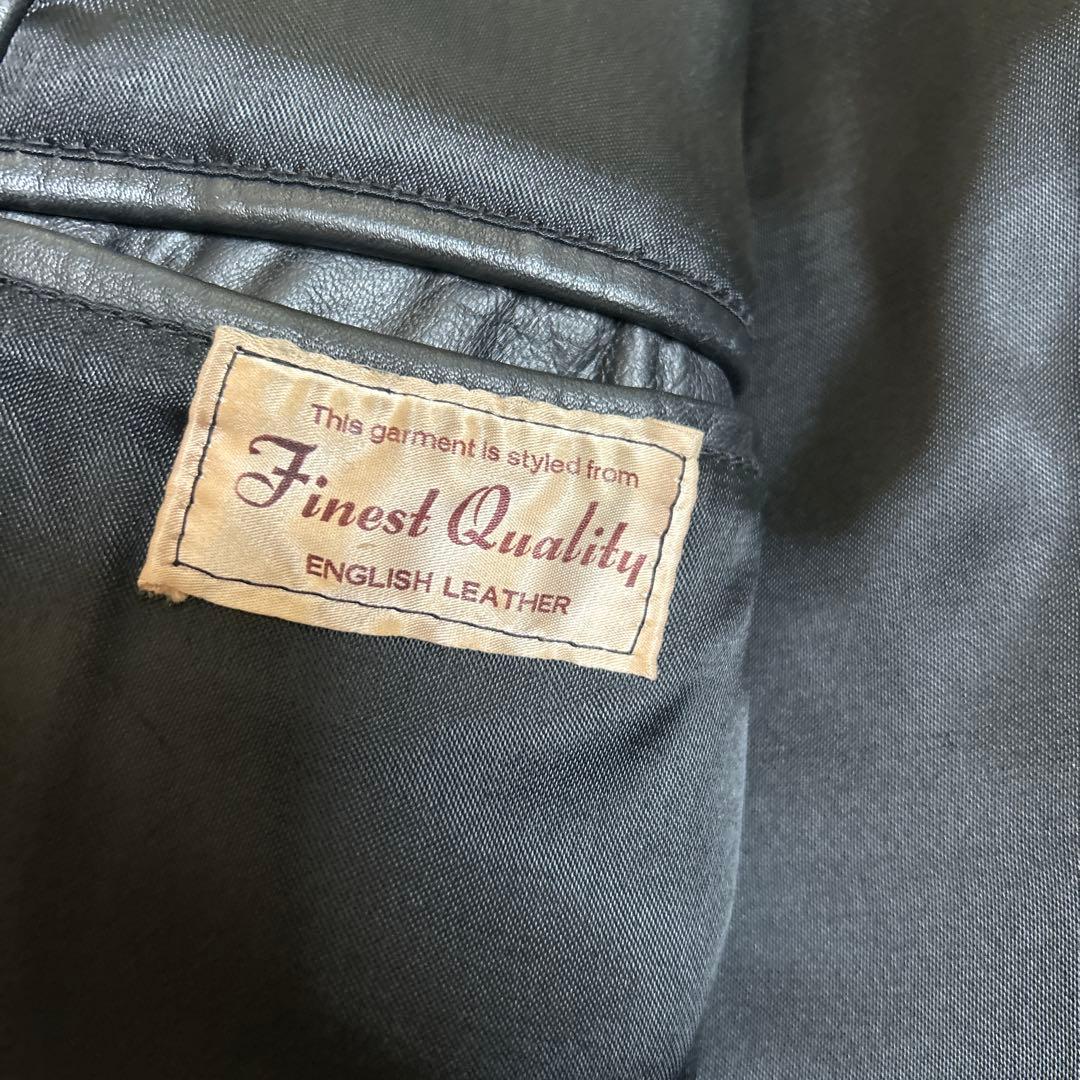 This garment is styled from
Finest Quality
ENGLISH LEATHER